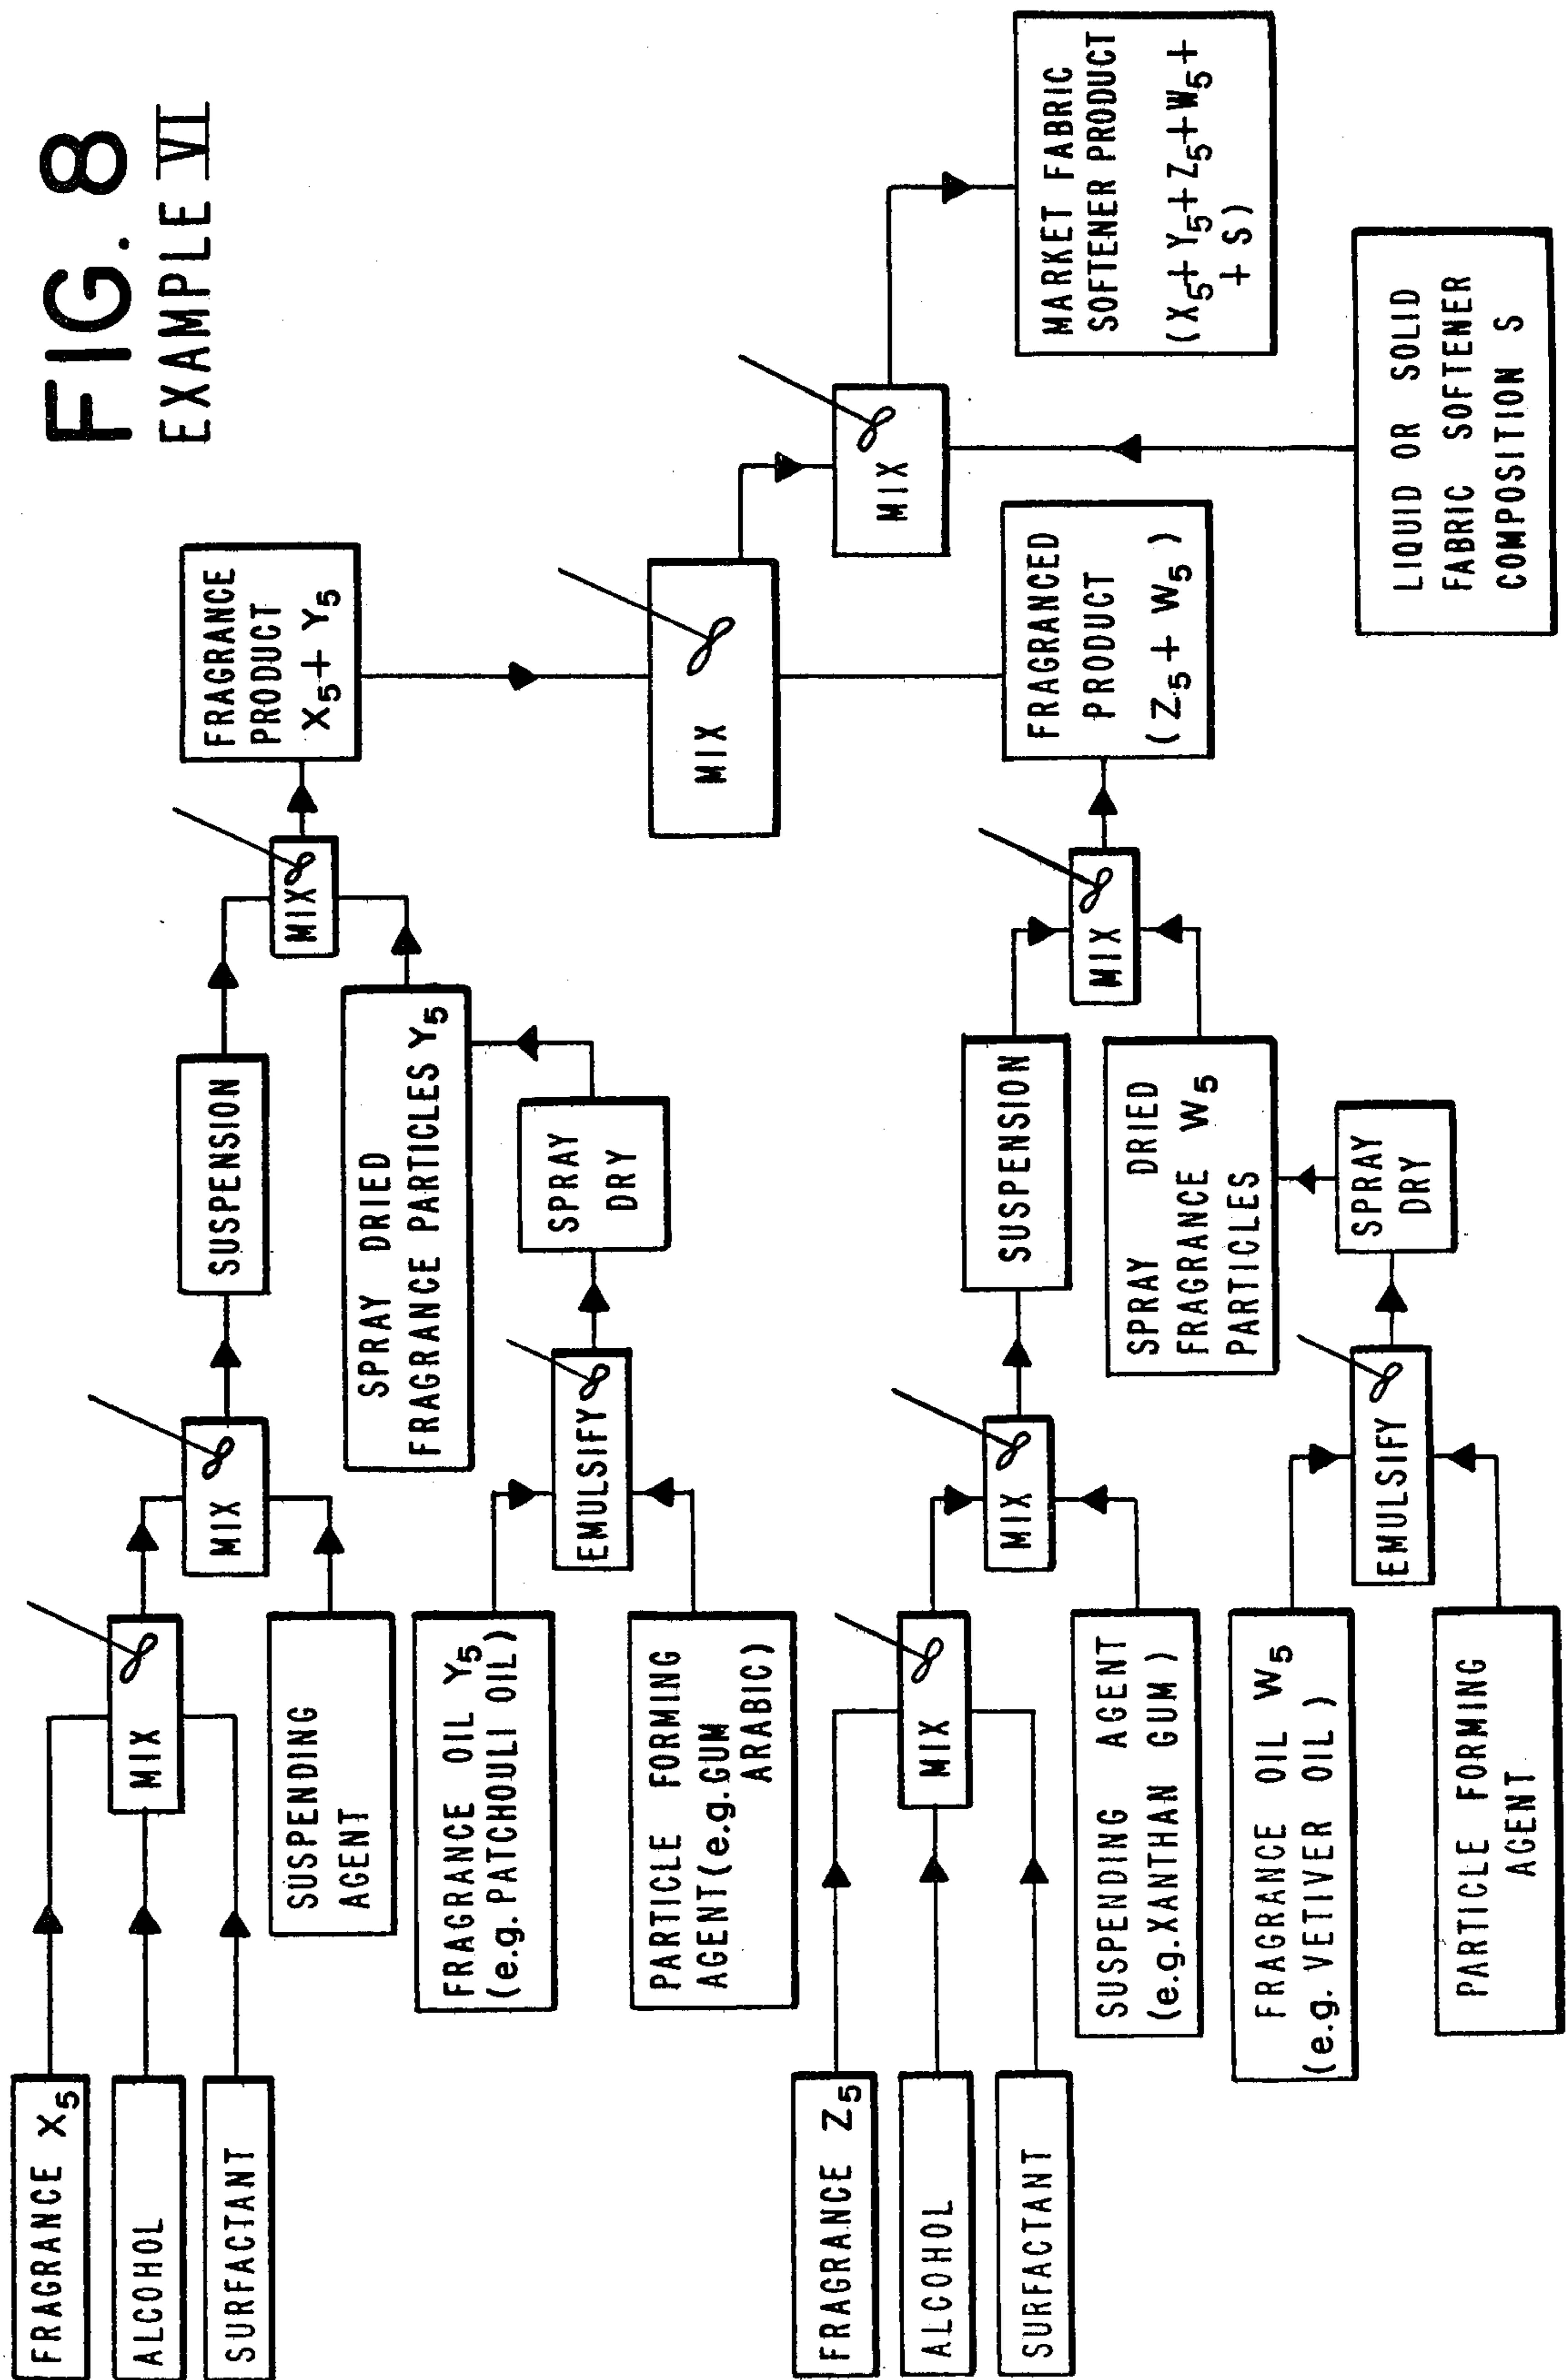 FIG. 8
EXAMPLE VI
FRAGRANCE X5
ALCOHOL
SURFACTANT
MIX
SUSPENDING
AGENT
MIX
SUSPENSION
MIX
FRAGRANCE
PRODUCT
X5 + Y5
FRAGRANCE OIL Y5
(e.g. PATCHOULI OIL)
PARTICLE FORMING
AGENT (e.g. GUM
ARABIC)
EMULSIFY
SPRAY
DRY
SPRAY DRIED
FRAGRANCE PARTICLES Y5
MIX
FRAGRANCE Z5
ALCOHOL
SURFACTANT
MIX
SUSPENDING AGENT
(e.g. XANTHAN GUM)
MIX
SUSPENSION
MIX
FRAGRANCED
PRODUCT
(Z5 + W5)
FRAGRANCE OIL W5
(e.g. VETIVER OIL)
PARTICLE FORMING
AGENT
EMULSIFY
SPRAY
DRY
SPRAY DRIED
FRAGRANCE W5
PARTICLES
MIX
MARKET FABRIC
SOFTENER PRODUCT
(X5 + Y5 + Z5 + W5 +
+ S)
LIQUID OR SOLID
FABRIC SOFTENER
COMPOSITION S